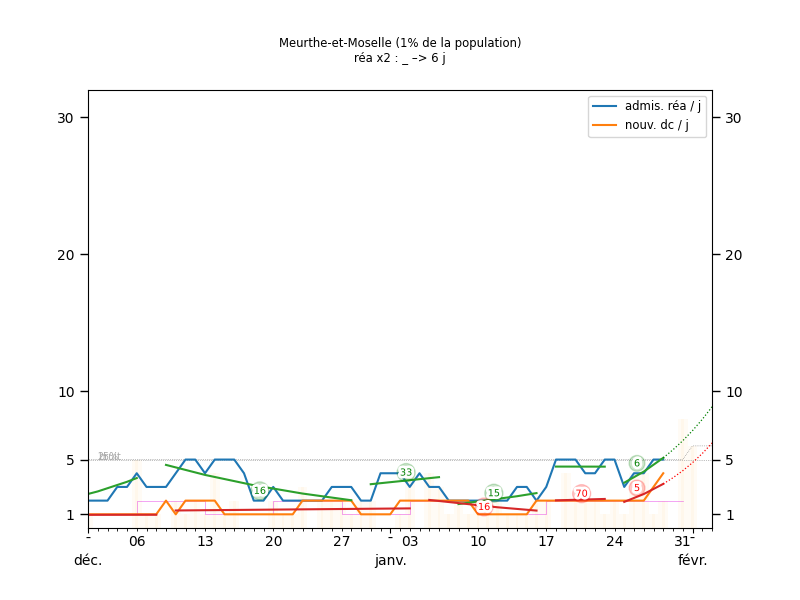 Meurthe-et-Moselle (1% de la population)
réa x2 : _ –> 6 j
admis. réa / j
nouv. dc / j
30
30
20
20
10
10
5
5
1
1
16
33
15
16
70
6
5
- 06 13 20 27 - 03 10 17 24 31 -
déc. janv. févr.